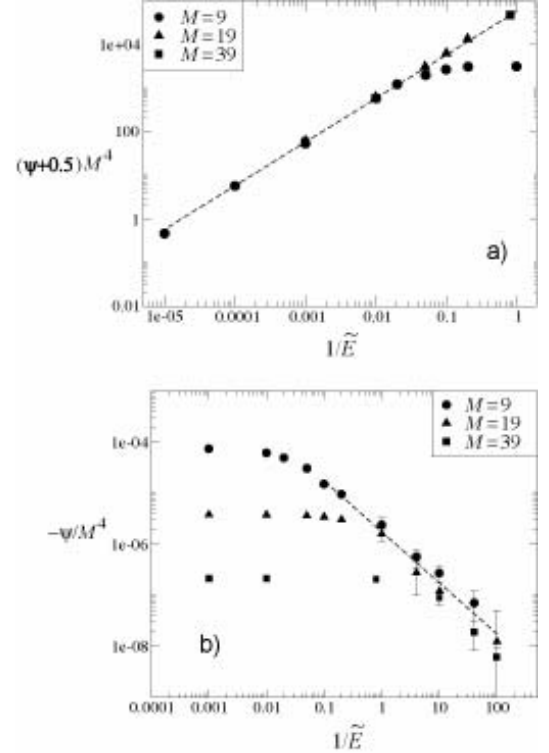 M=9
M=19
M=39
1e+04
100
1
0.01
(ψ+0.5)M^4
a)
1e-05 0.0001 0.001 0.01 0.1 1
1/Ẽ
M=9
M=19
M=39
1e-04
1e-06
1e-08
-ψ/M^4
b)
0.0001 0.001 0.01 0.1 1 10 100
1/Ẽ